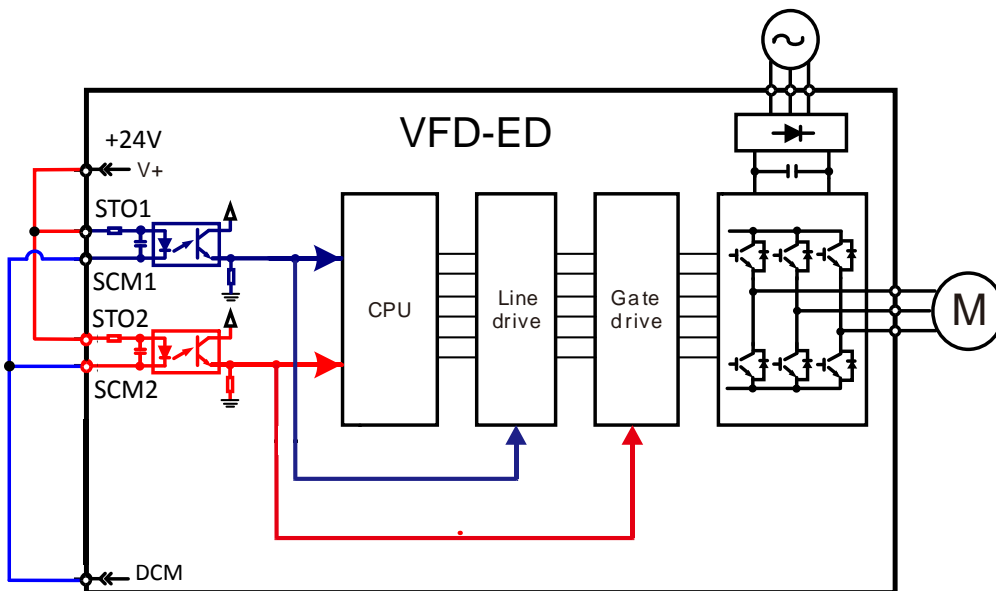 VFD-ED
+24V
V+
STO1
SCM1
STO2
SCM2
CPU
Line
drive
Gate
drive
M
DCM